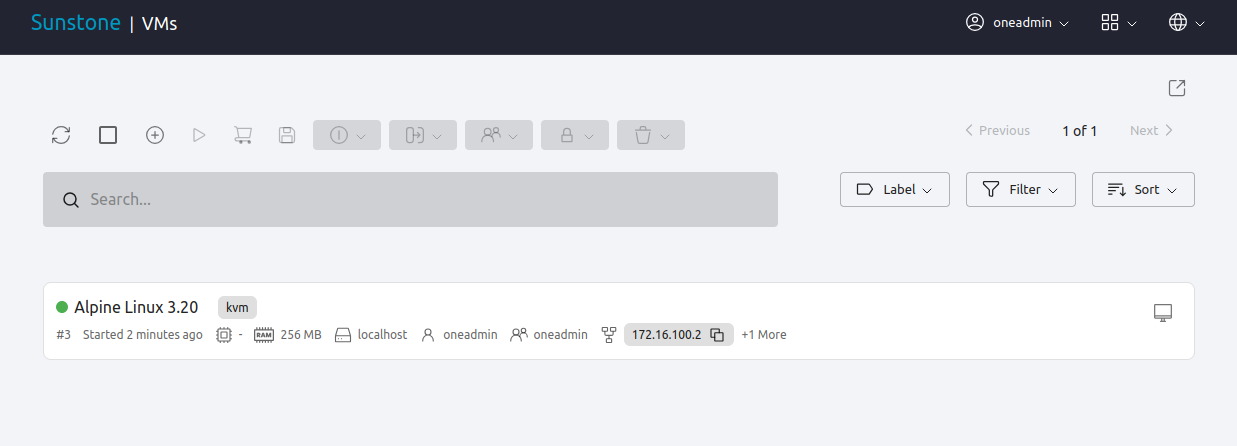 Sunstone | VMs
oneadmin
Previous 1 of 1 Next
Search...
Label Filter Sort
Alpine Linux 3.20 kvm
#3 Started 2 minutes ago - RAM 256 MB localhost oneadmin oneadmin 172.16.100.2 +1 More